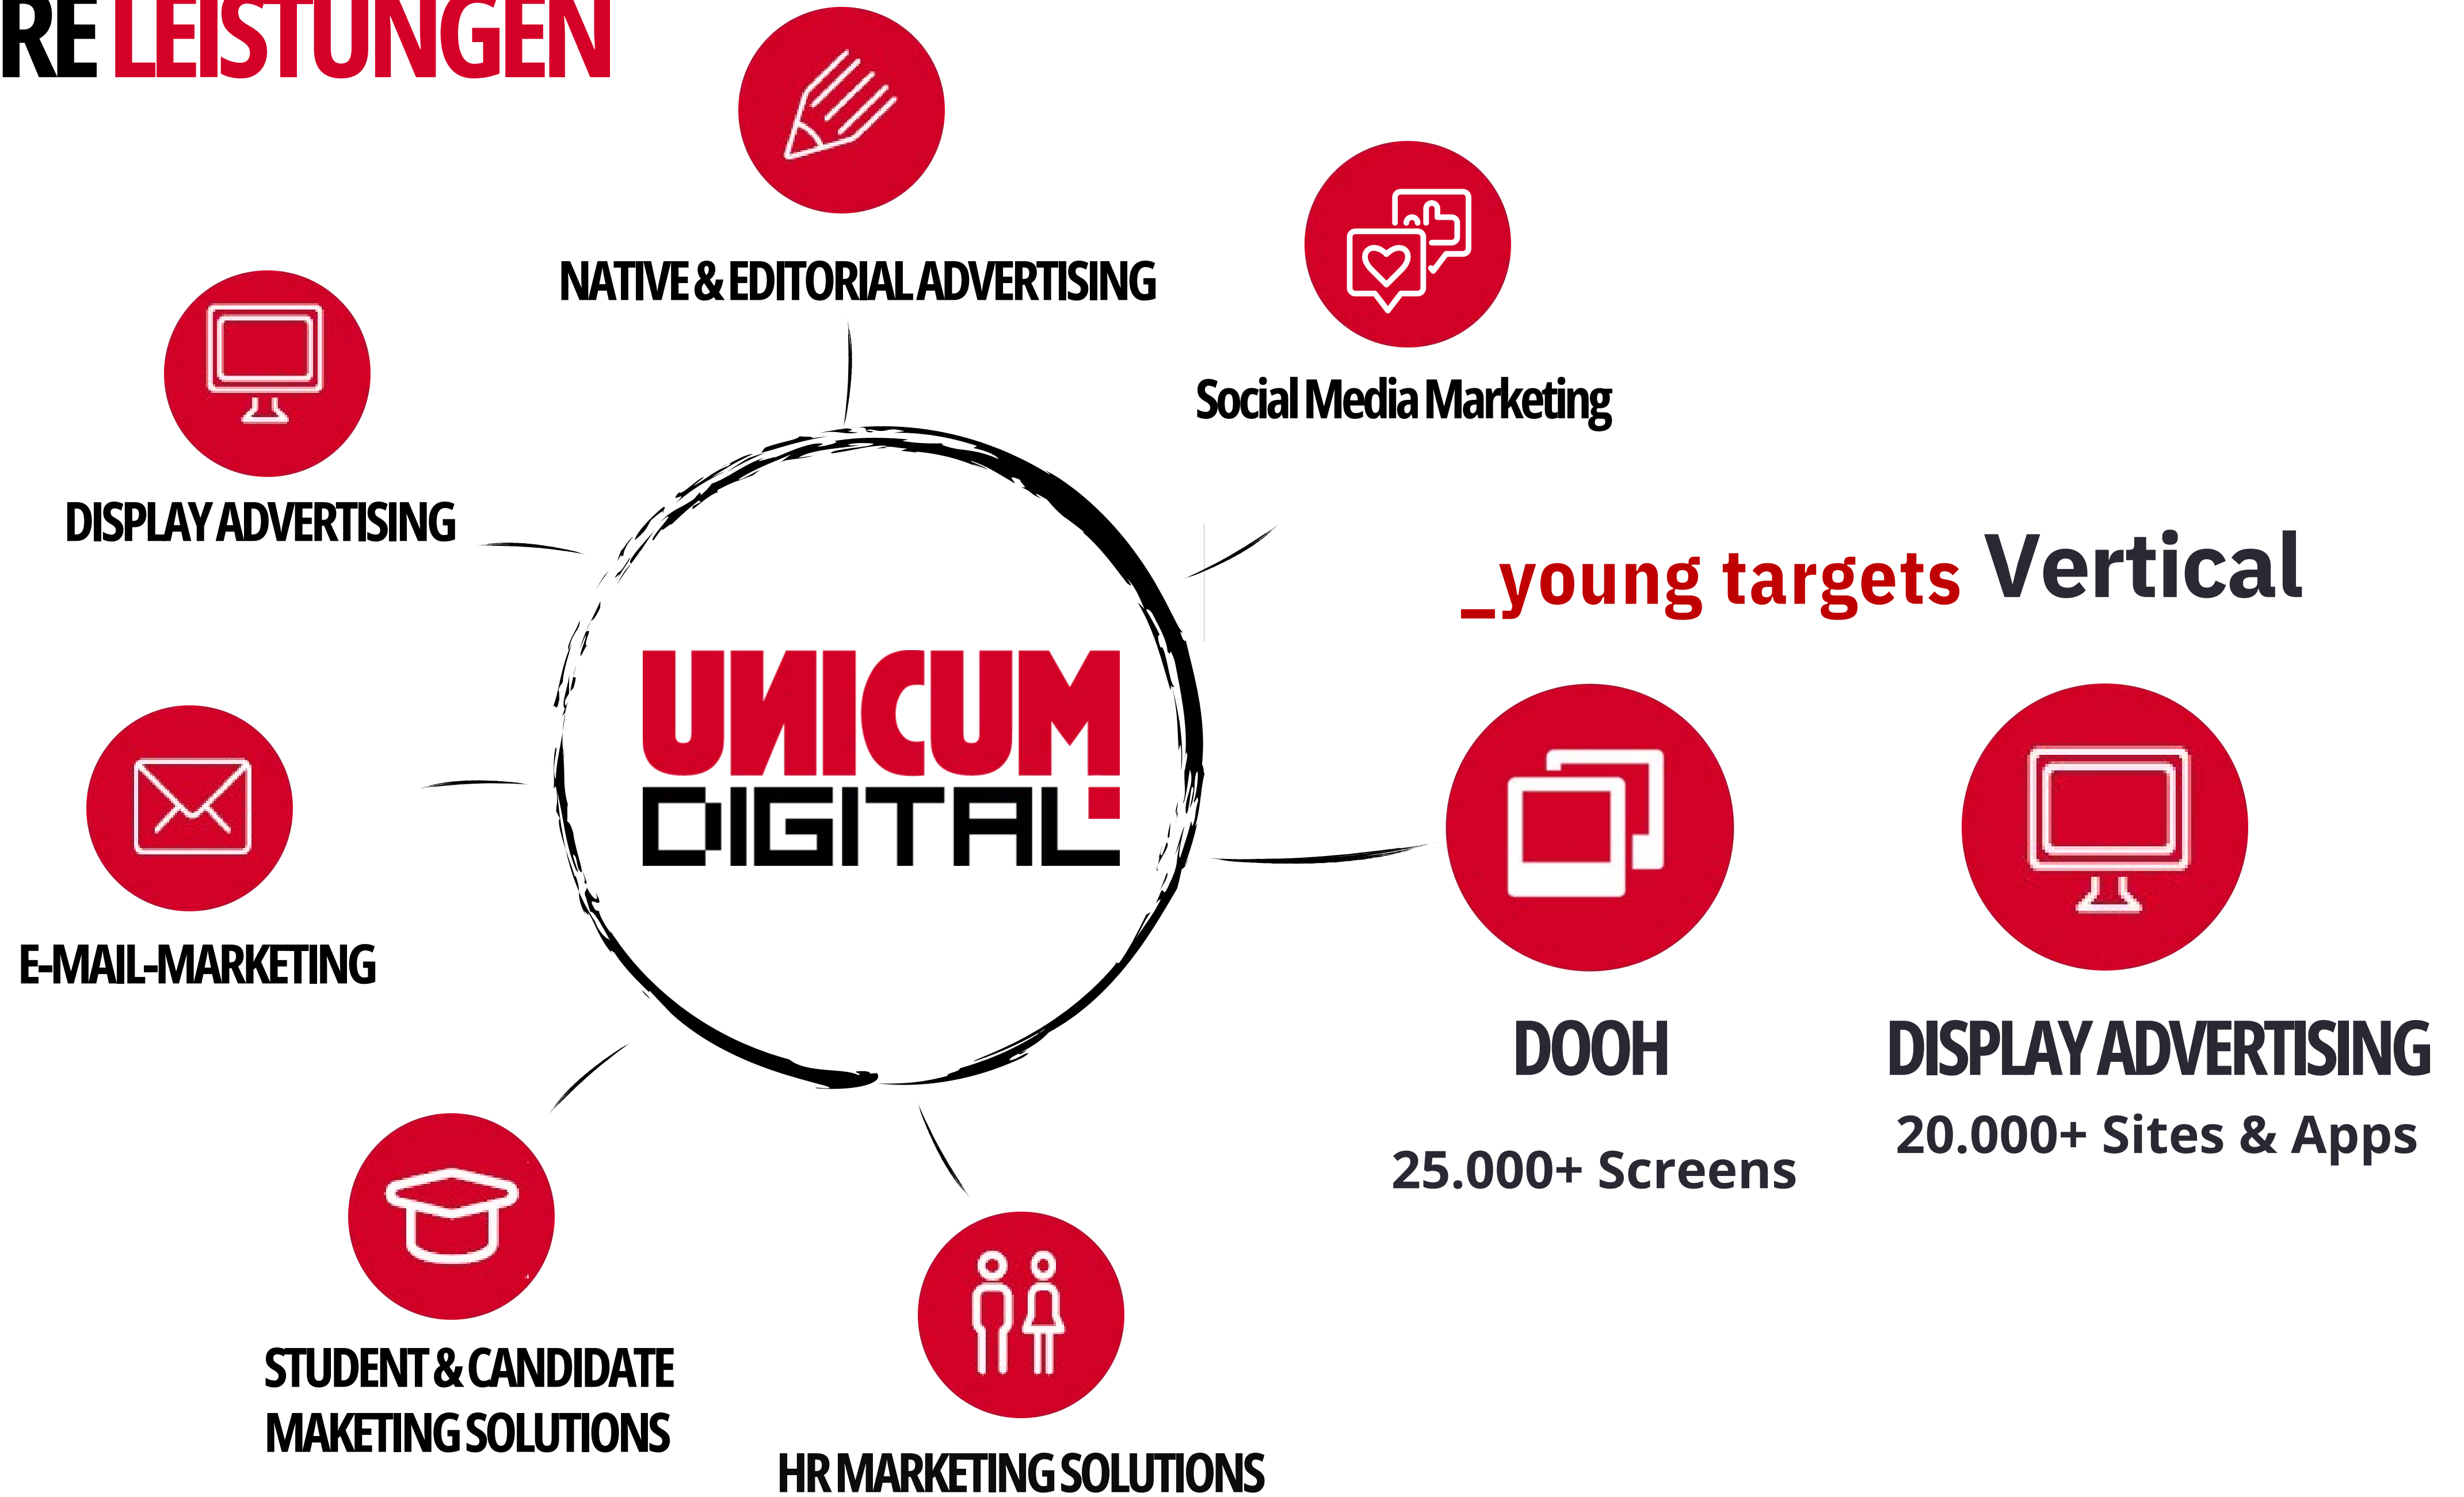 RE LEISTUNGEN
NATIVE & EDITORIAL ADVERTISING
Social Media Marketing
DISPLAY ADVERTISING
_young targets Vertical
UNICUM
DIGITAL
E-MAIL-MARKETING
DOOH
DISPLAY ADVERTISING
25.000+ Screens
20.000+ Sites & Apps
STUDENT & CANDIDATE
MAKETING SOLUTIONS
HR MARKETING SOLUTIONS